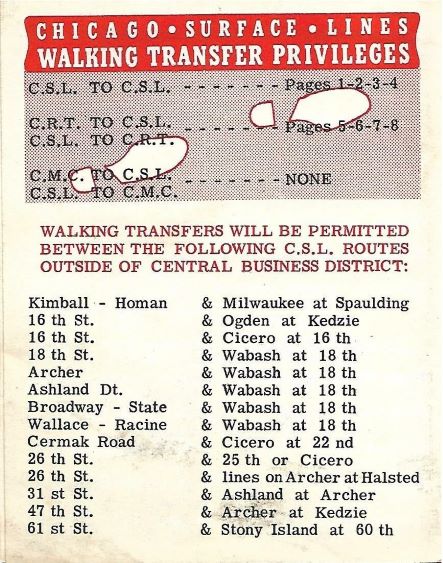 CHICAGO • SURFACE • LINES
WALKING TRANSFER PRIVILEGES
C.S.L. TO C.S.L. - - - - - - - Pages 1-2-3-4
C.R.T. TO C.S.L. - - - - - - - Pages 5-6-7-8
C.S.L. TO C.R.T.
C.M.C. TO C.S.L. - - - - - - - NONE
C.S.L. TO C.M.C.
WALKING TRANSFERS WILL BE PERMITTED
BETWEEN THE FOLLOWING C.S.L. ROUTES
OUTSIDE OF CENTRAL BUSINESS DISTRICT:
Kimball - Homan & Milwaukee at Spaulding
16 th St. & Ogden at Kedzie
16 th St. & Cicero at 16 th
18 th St. & Wabash at 18 th
Archer & Wabash at 18 th
Ashland Dt. & Wabash at 18 th
Broadway - State & Wabash at 18 th
Wallace - Racine & Wabash at 18 th
Cermak Road & Cicero at 22 nd
26 th St. & 25 th or Cicero
26 th St. & lines on Archer at Halsted
31 st St. & Ashland at Archer
47 th St. & Archer at Kedzie
61 st St. & Stony Island at 60 th